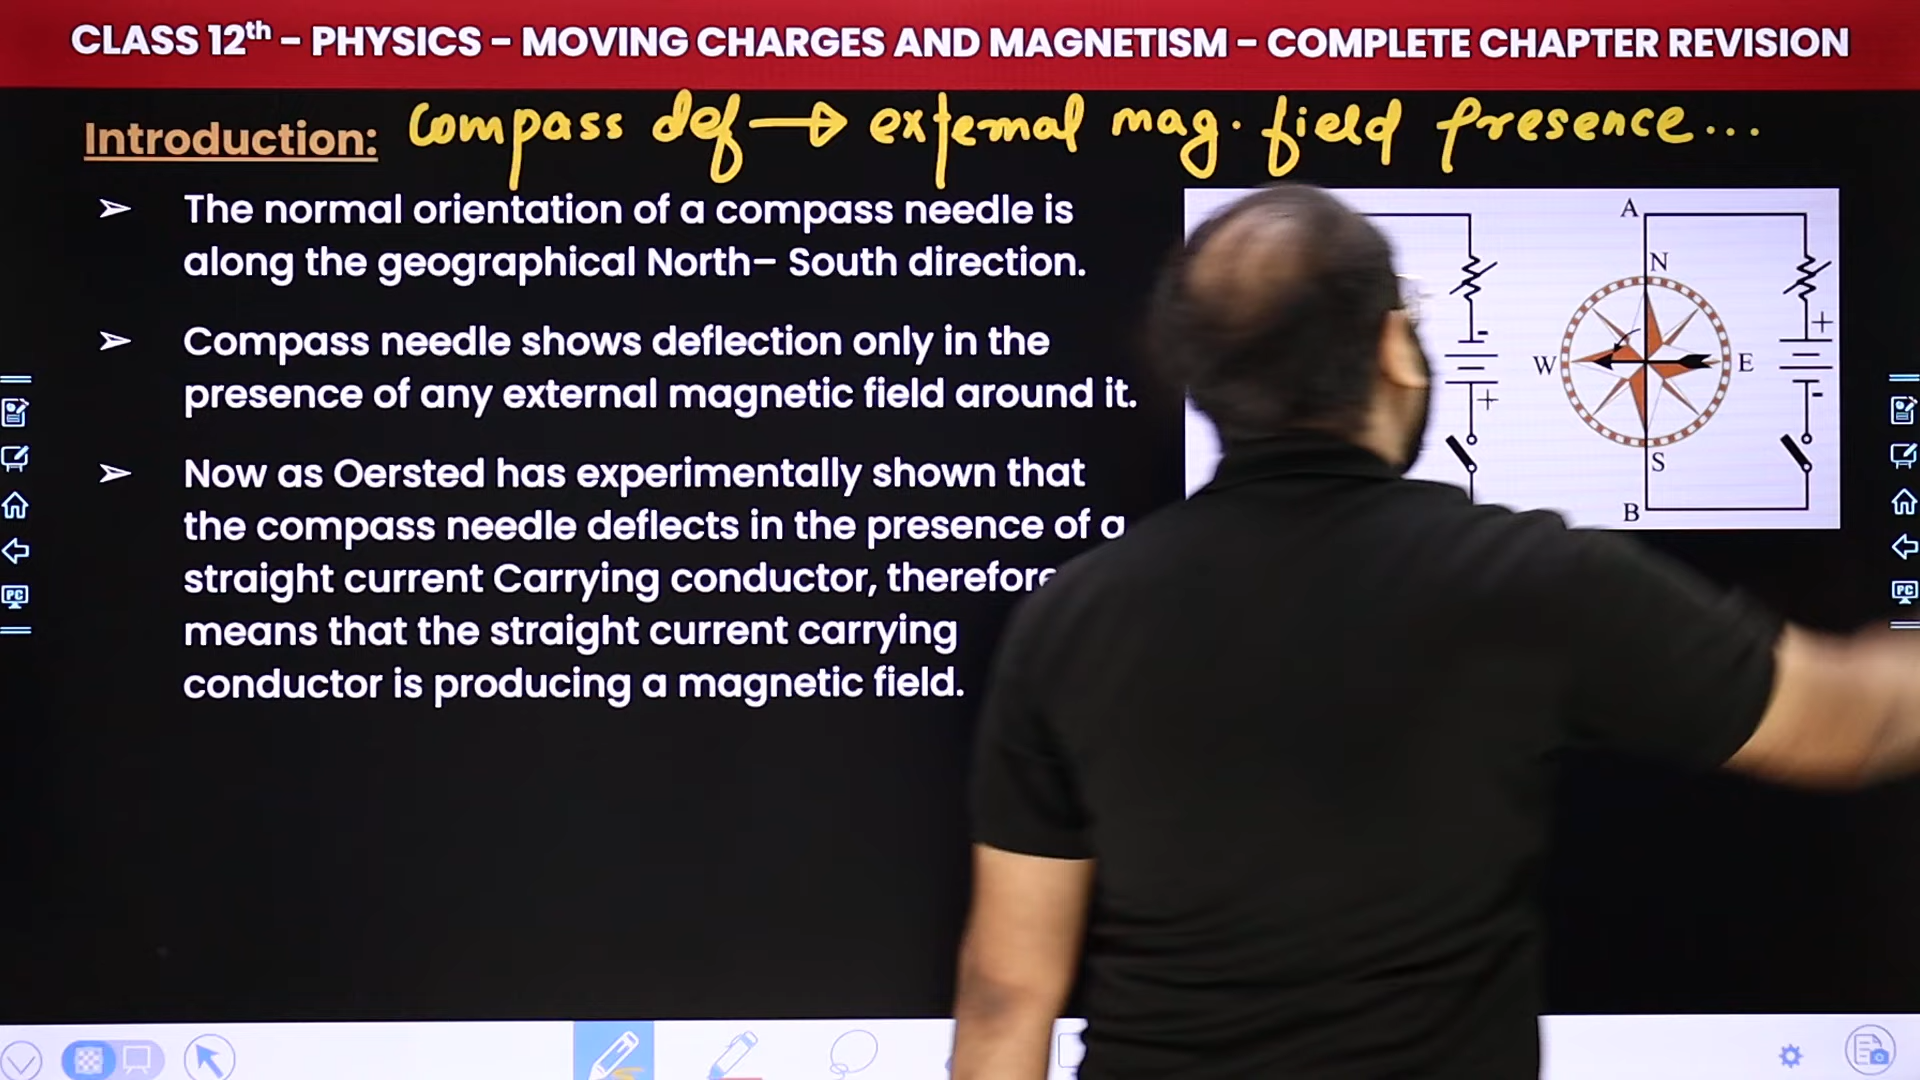 CLASS 12th - PHYSICS - MOVING CHARGES AND MAGNETISM - COMPLETE CHAPTER REVISION
Introduction: Compass def → external mag. field presence...
➢ The normal orientation of a compass needle is
along the geographical North– South direction.
➢ Compass needle shows deflection only in the
presence of any external magnetic field around it.
➢ Now as Oersted has experimentally shown that
the compass needle deflects in the presence of a
straight current Carrying conductor, therefore
means that the straight current carrying
conductor is producing a magnetic field.
-
+
A
N
W
E
S
B
+
-
PC
PC